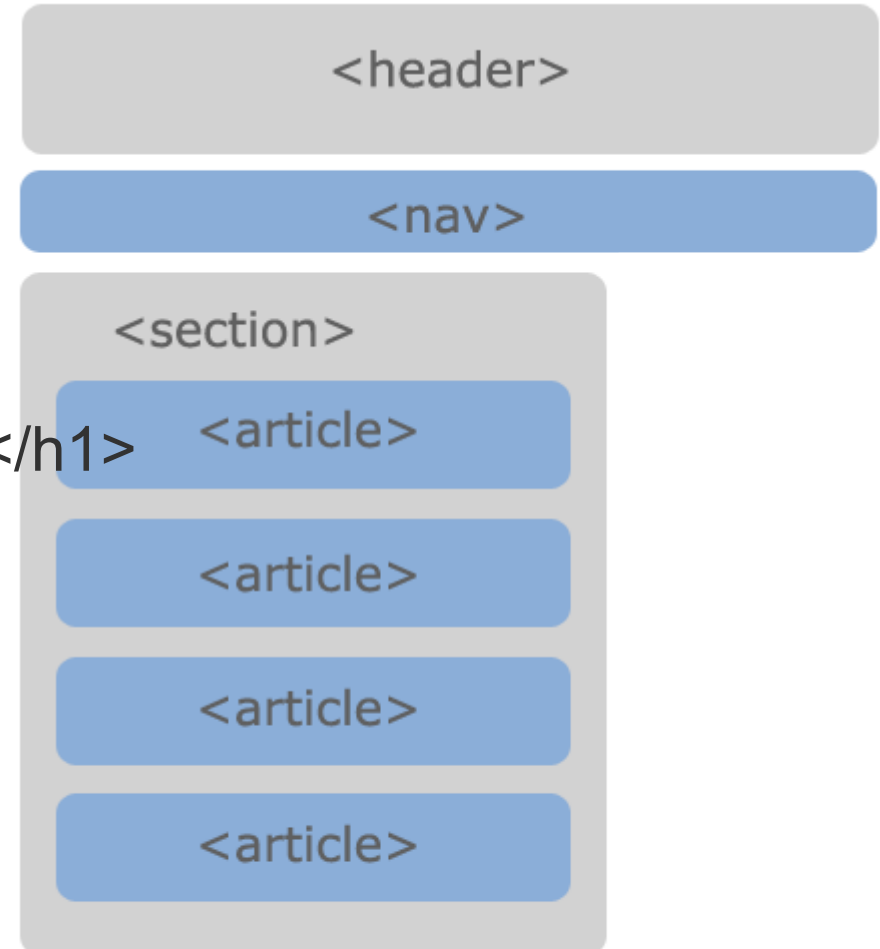 <header>
<nav>
<section>
<article>
</h1>
<article>
<article>
<article>